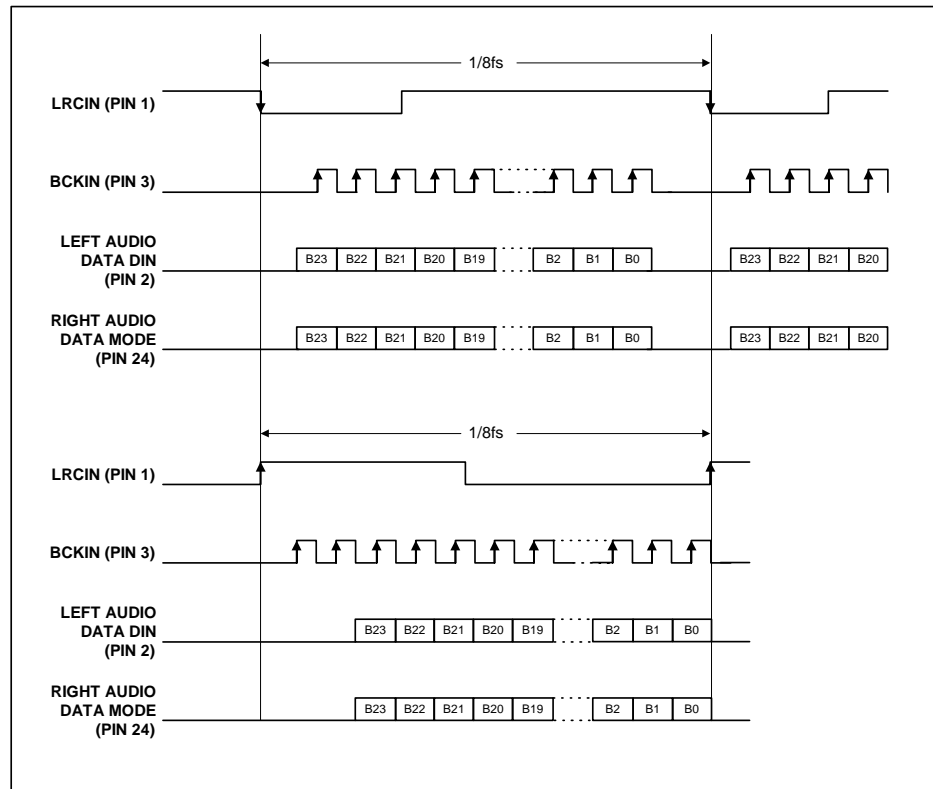 1/8fs
LRCIN (PIN 1)
BCKIN (PIN 3)
LEFT AUDIO
DATA DIN
(PIN 2)
B23 B22 B21 B20 B19 B2 B1 B0 B23 B22 B21 B20
RIGHT AUDIO
DATA MODE
(PIN 24)
B23 B22 B21 B20 B19 B2 B1 B0 B23 B22 B21 B20
1/8fs
LRCIN (PIN 1)
BCKIN (PIN 3)
LEFT AUDIO
DATA DIN
(PIN 2)
B23 B22 B21 B20 B19 B2 B1 B0
RIGHT AUDIO
DATA MODE
(PIN 24)
B23 B22 B21 B20 B19 B2 B1 B0